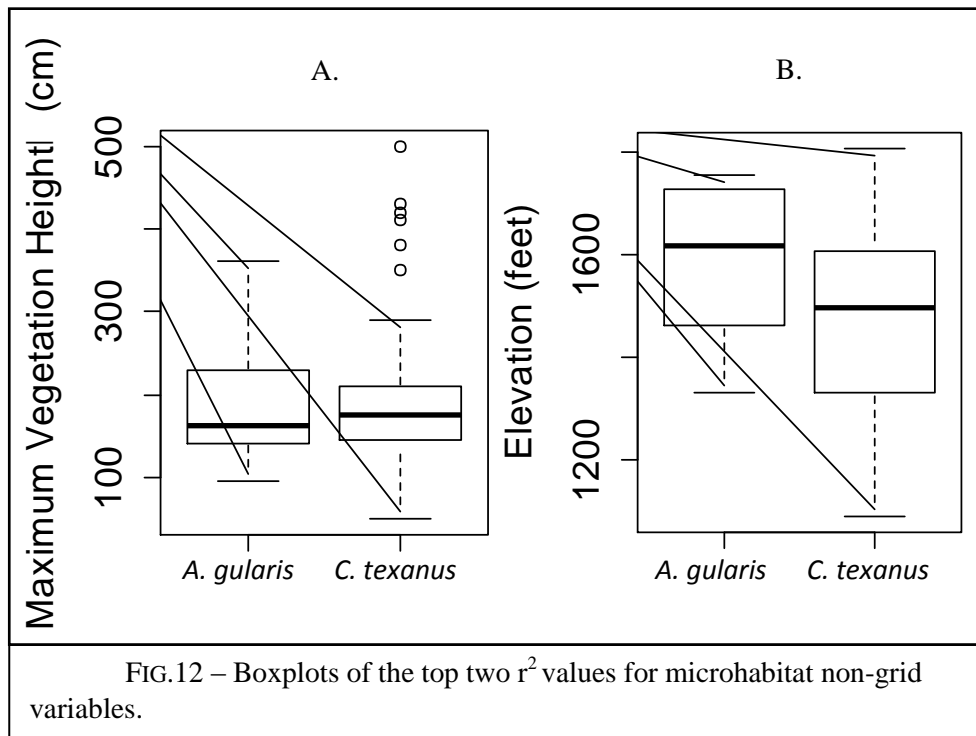 A.
B.
Maximum Vegetation Height (cm)
500
300
100
A. gularis
C. texanus
Elevation (feet)
1600
1200
A. gularis
C. texanus
FIG.12 – Boxplots of the top two r² values for microhabitat non-grid
variables.